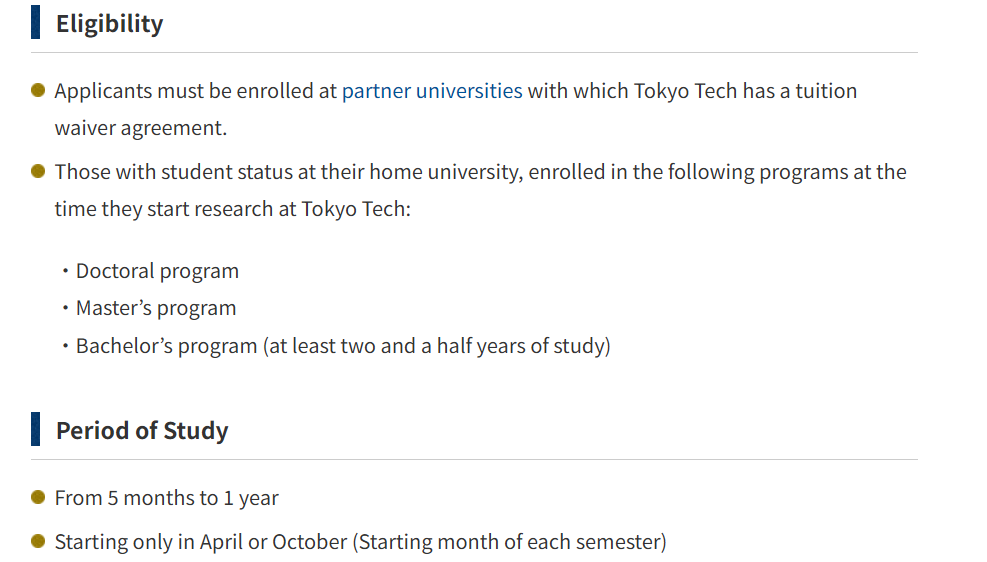 Eligibility
Applicants must be enrolled at partner universities with which Tokyo Tech has a tuition
waiver agreement.
Those with student status at their home university, enrolled in the following programs at the
time they start research at Tokyo Tech:
・Doctoral program
・Master’s program
・Bachelor’s program (at least two and a half years of study)
Period of Study
From 5 months to 1 year
Starting only in April or October (Starting month of each semester)